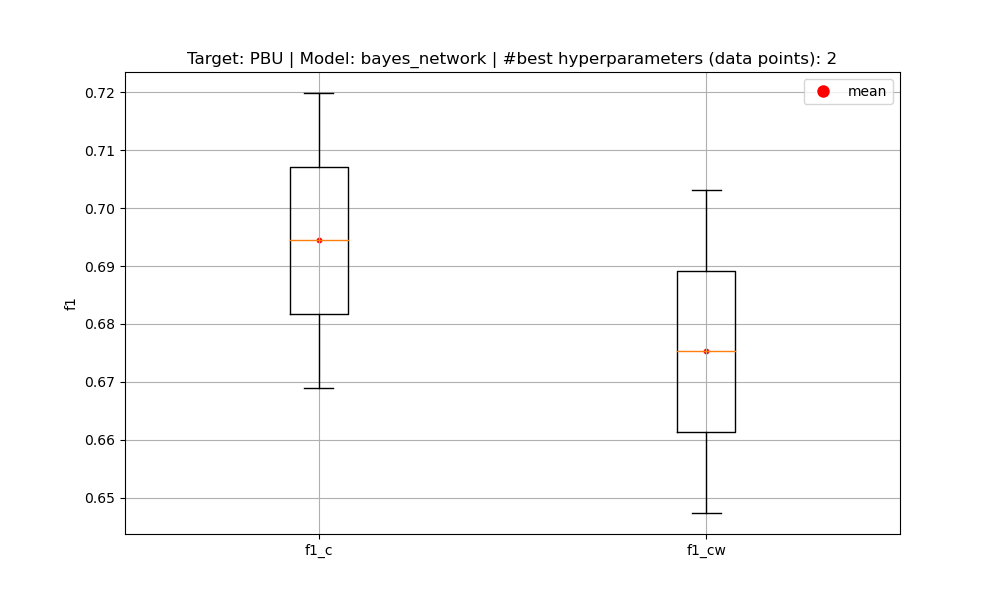 Target: PBU | Model: bayes_network | #best hyperparameters (data points): 2
mean
0.72
0.71
0.70
0.69
0.68
0.67
0.66
0.65
f1
f1_c
f1_cw